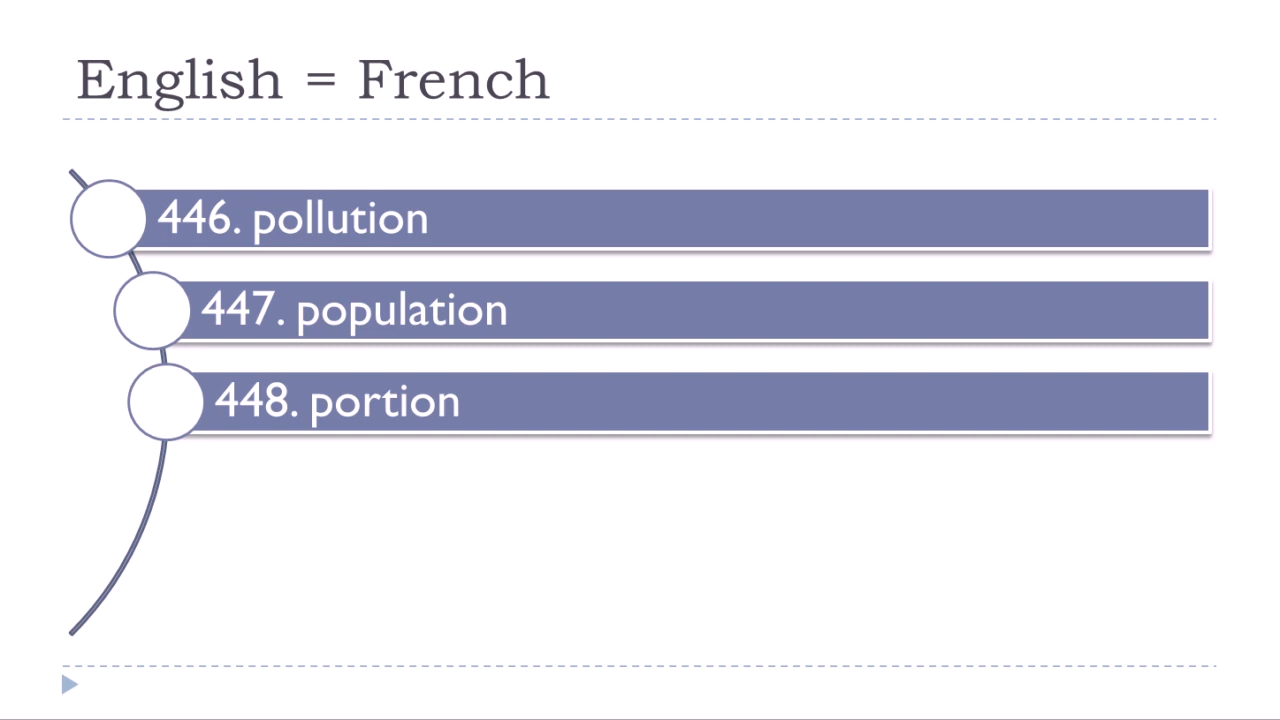 English = French
446. pollution
447. population
448. portion